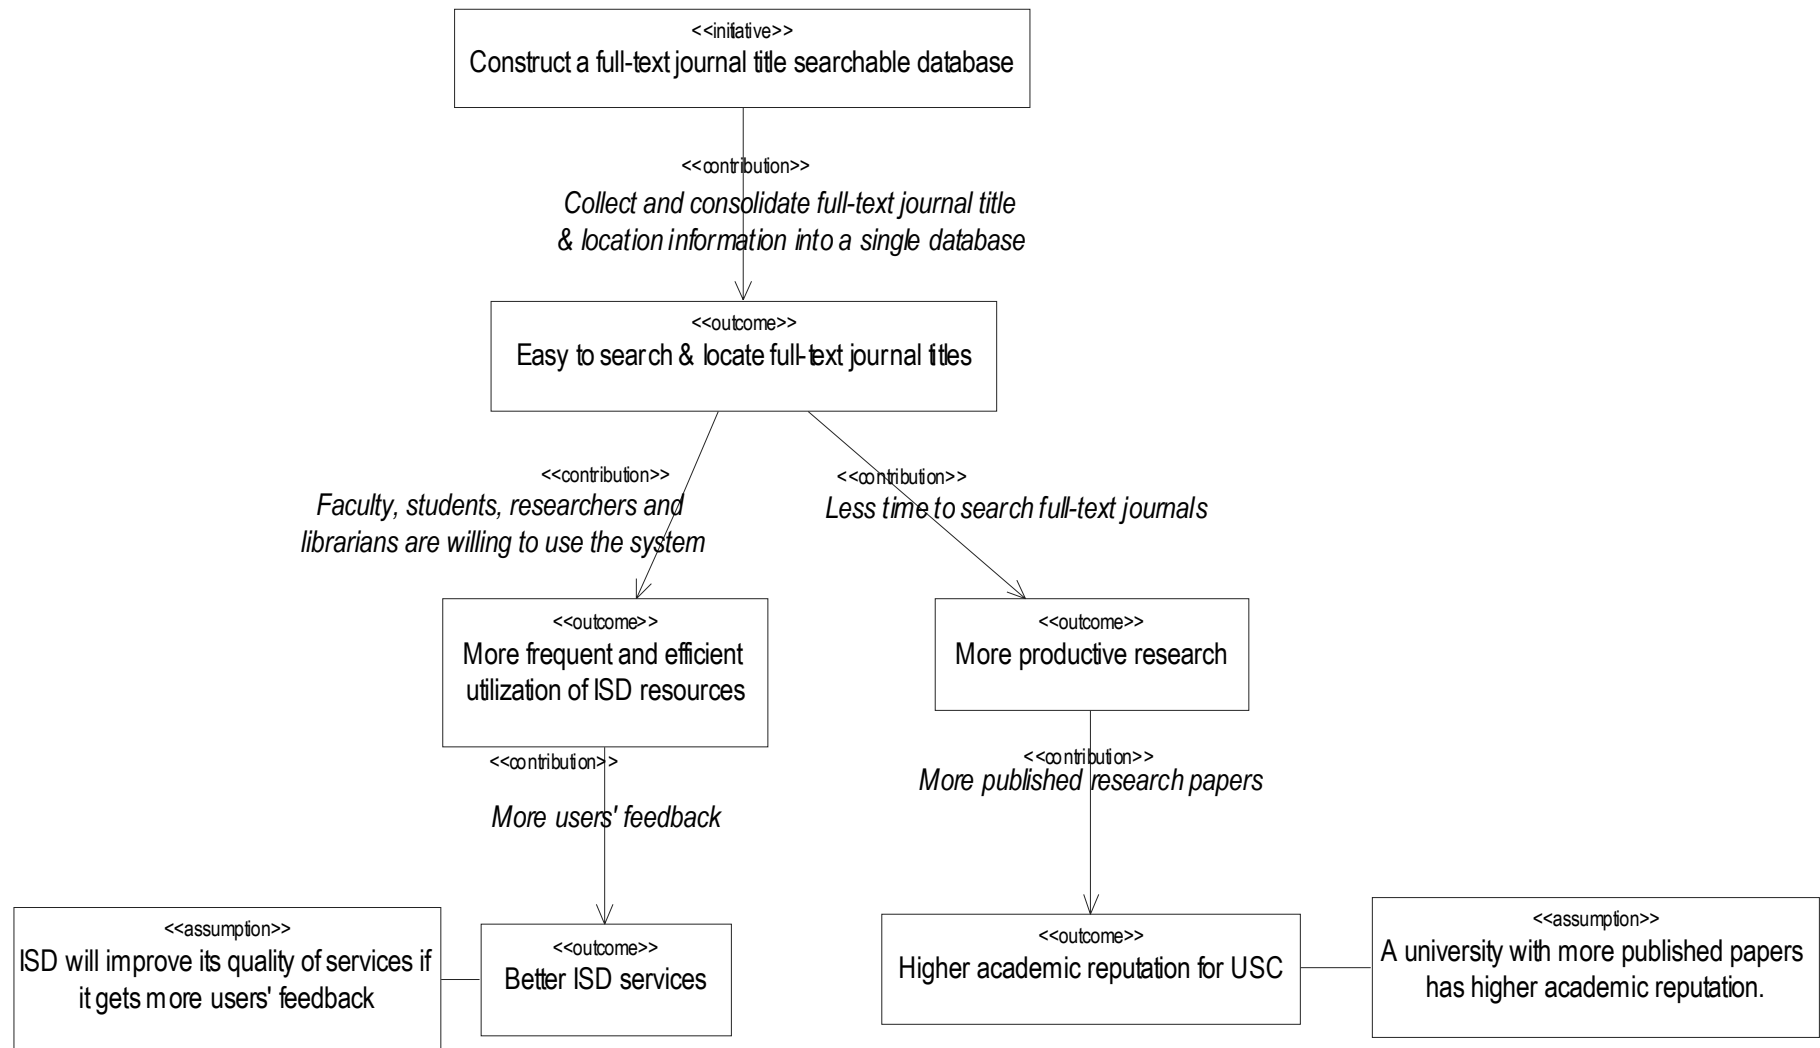 <<initiative>>
Construct a full-text journal title searchable database
<<contribution>>
Collect and consolidate full-text journal title
& location information into a single database
<<outcome>>
Easy to search & locate full-text journal titles
<<contribution>>
Faculty, students, researchers and
librarians are willing to use the system
<<contribution>>
Less time to search full-text journals
<<outcome>>
More frequent and efficient
utilization of ISD resources
<<outcome>>
More productive research
<<contribution>>
More users' feedback
<<contribution>>
More published research papers
<<assumption>>
ISD will improve its quality of services if
it gets more users' feedback
<<outcome>>
Better ISD services
<<outcome>>
Higher academic reputation for USC
<<assumption>>
A university with more published papers
has higher academic reputation.